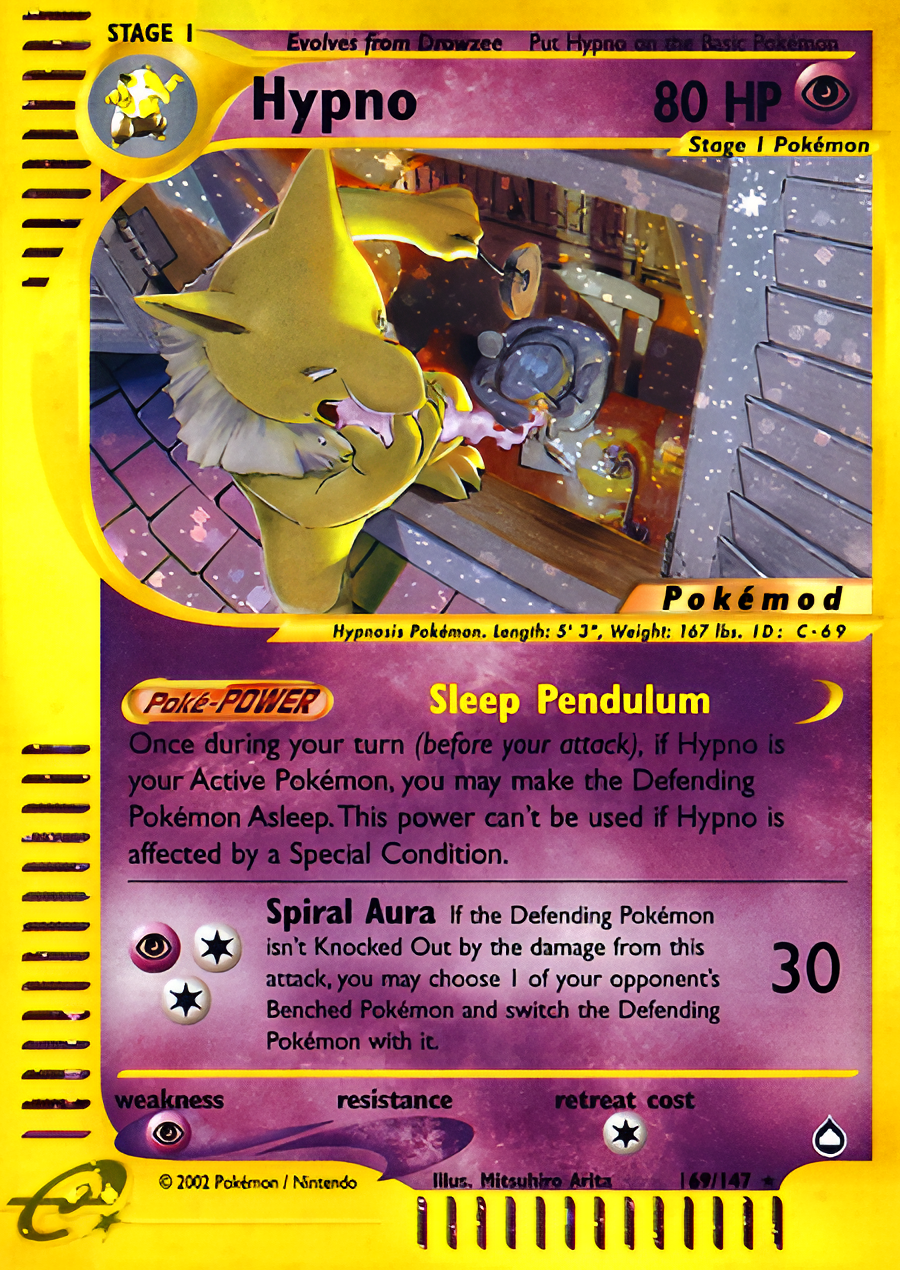 STAGE 1
Evolves from Drowzee Put Hypno on the Basic Pokémon
Hypno 80 HP
Stage 1 Pokémon
Pokémod
Hypnosis Pokémon. Length: 5' 3", Weight: 167 lbs. ID: C-69
Poké-POWER Sleep Pendulum
Once during your turn (before your attack), if Hypno is
your Active Pokémon, you may make the Defending
Pokémon Asleep. This power can't be used if Hypno is
affected by a Special Condition.
Spiral Aura If the Defending Pokémon
isn't Knocked Out by the damage from this
attack, you may choose 1 of your opponent's
Benched Pokémon and switch the Defending
Pokémon with it.
30
weakness resistance retreat cost
© 2002 Pokémon / Nintendo
Illus. Mitsuhiro Arita
169/147